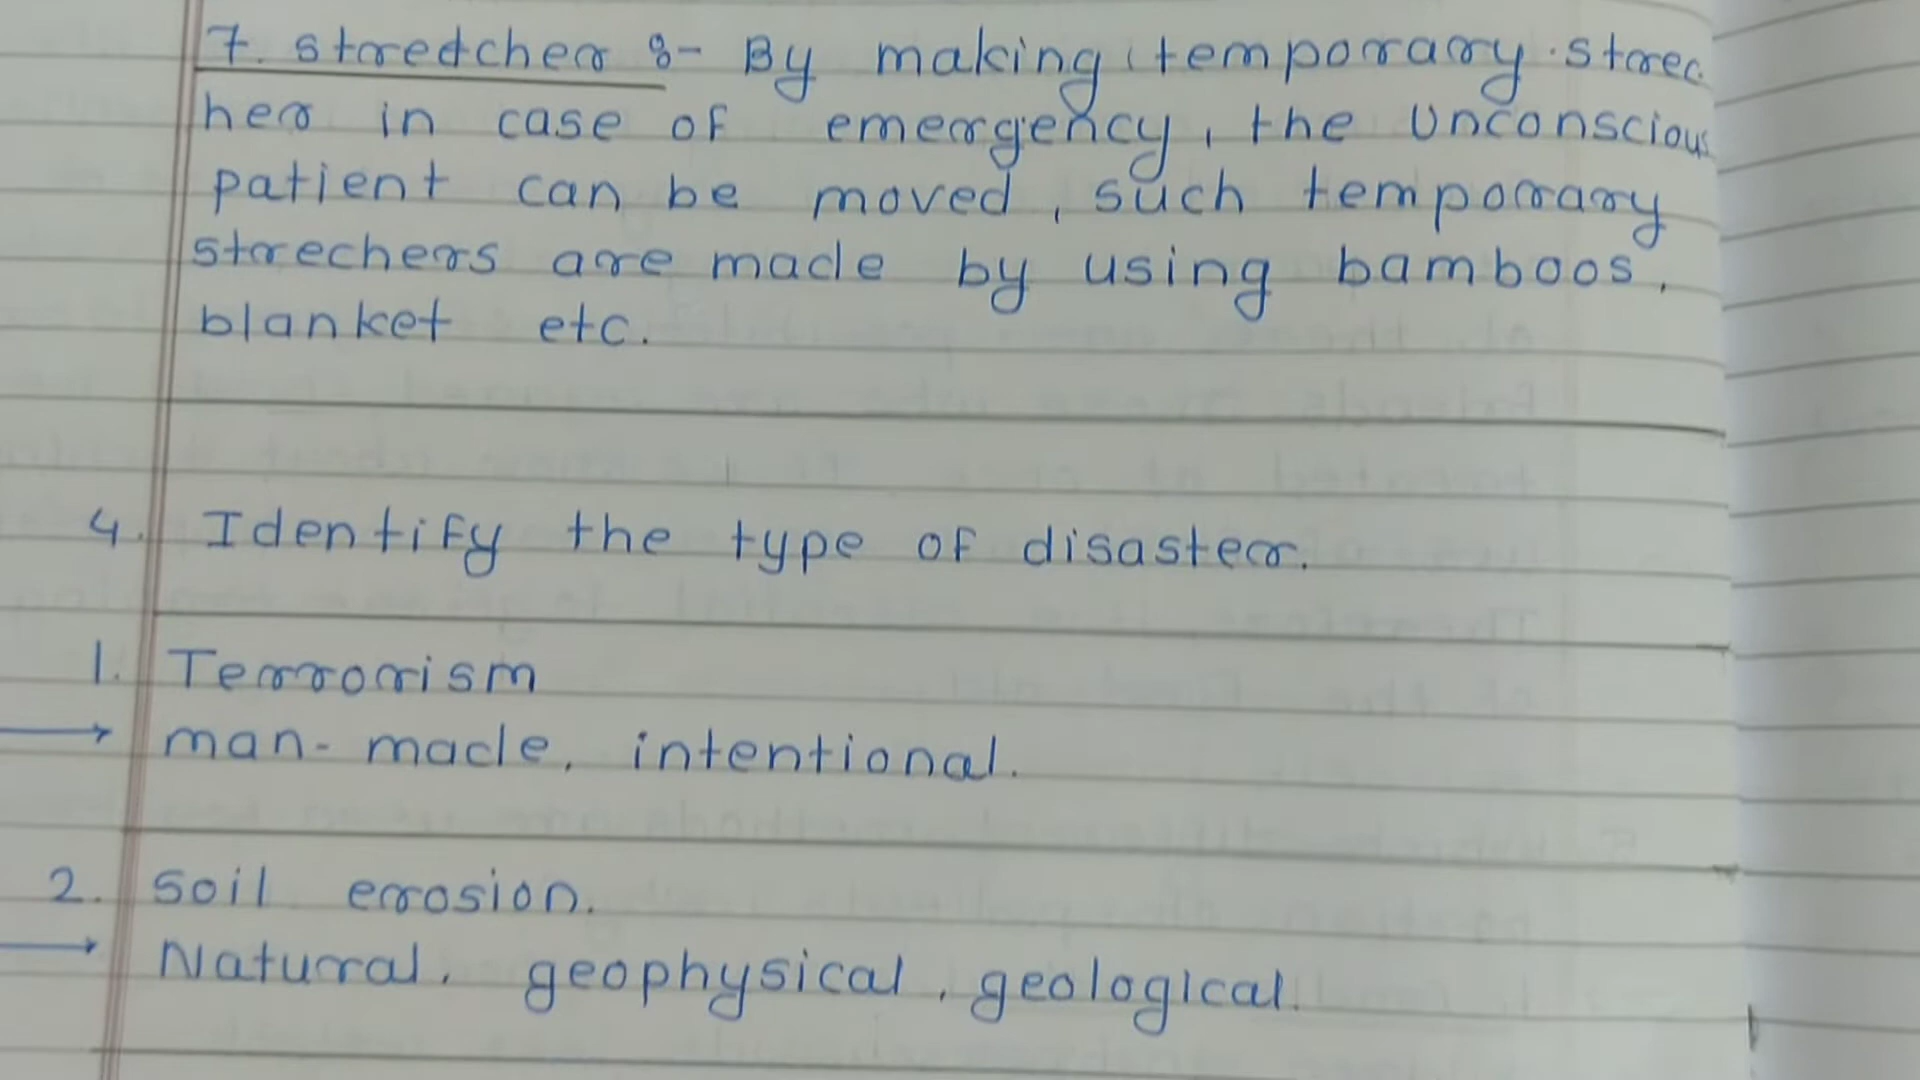 7. stredcher :- By making temporary strec
her in case of emergency, the unconscious
patient can be moved, such temporary
strechers are made by using bamboos,
blanket etc.
4. Identify the type of disaster.
1. Terrorism
→ man-made, intentional.
2. soil erosion.
→ Natural, geophysical, geological.